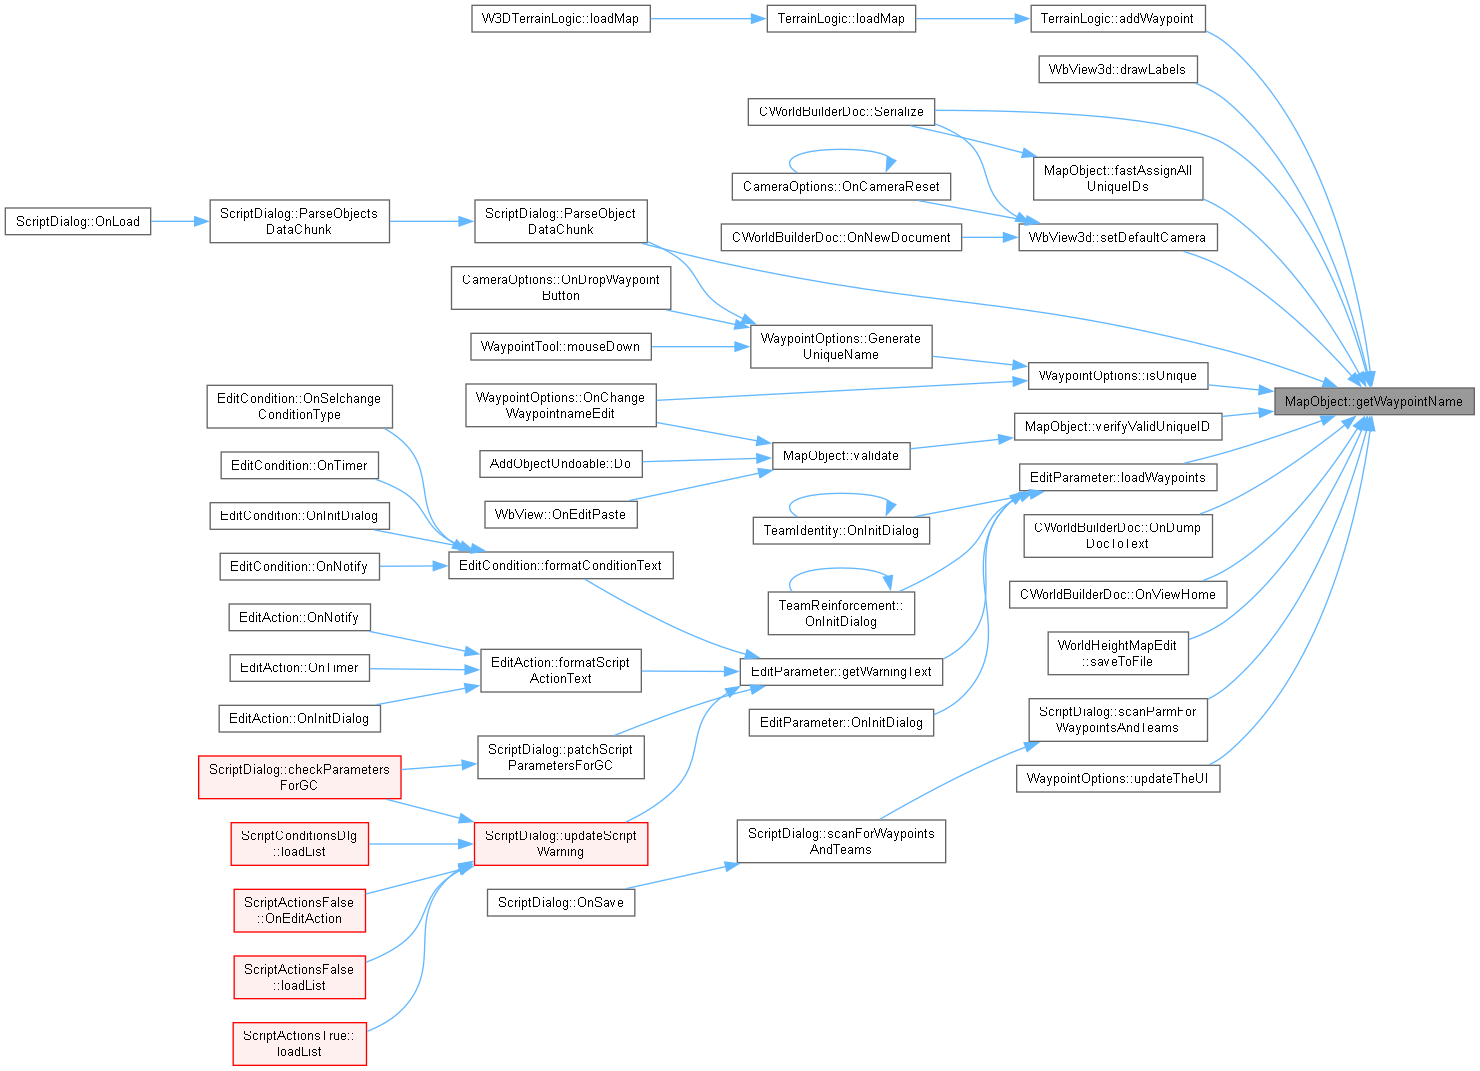 W3DTerrainLogic::loadMap
TerrainLogic::loadMap
TerrainLogic::addWaypoint
WbView3d::drawLabels
CWorldBuilderDoc::Serialize
MapObject::fastAssignAll
UniqueIDs
CameraOptions::OnCameraReset
ScriptDialog::OnLoad
ScriptDialog::ParseObjects
DataChunk
ScriptDialog::ParseObject
DataChunk
CWorldBuilderDoc::OnNewDocument
WbView3d::setDefaultCamera
CameraOptions::OnDropWaypoint
Button
WaypointTool::mouseDown
WaypointOptions::Generate
UniqueName
WaypointOptions::isUnique
MapObject::getWaypointName
EditCondition::OnSelchange
ConditionType
WaypointOptions::OnChange
WaypointnameEdit
MapObject::verifyValidUniqueID
EditCondition::OnTimer
AddObjectUndoable::Do
MapObject::validate
EditParameter::loadWaypoints
EditCondition::OnInitDialog
WbView::OnEditPaste
TeamIdentity::OnInitDialog
CWorldBuilderDoc::OnDump
DocToText
EditCondition::OnNotify
EditCondition::formatConditionText
CWorldBuilderDoc::OnViewHome
EditAction::OnNotify
TeamReinforcement::
OnInitDialog
WorldHeightMapEdit
::saveToFile
EditAction::OnTimer
EditAction::formatScript
ActionText
EditParameter::getWarningText
EditAction::OnInitDialog
EditParameter::OnInitDialog
ScriptDialog::scanParmFor
WaypointsAndTeams
ScriptDialog::checkParameters
ForGC
ScriptDialog::patchScript
ParametersForGC
WaypointOptions::updateTheUI
ScriptConditionsDlg
::loadList
ScriptDialog::updateScript
Warning
ScriptDialog::scanForWaypoints
AndTeams
ScriptActionsFalse
::OnEditAction
ScriptDialog::OnSave
ScriptActionsFalse
::loadList
ScriptActionsTrue::
loadList